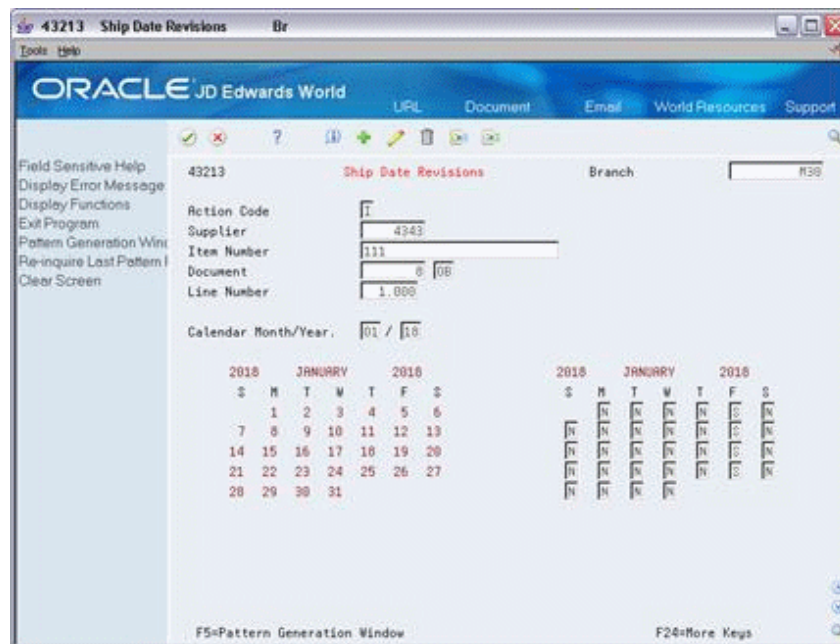 43213 Ship Date Revisions Br
Tools Help
ORACLE JD Edwards World
URL Document Email World Resources Support
Field Sensitive Help
Display Error Message
Display Functions
Exit Program
Pattern Generation Wind
Re-inquire Last Pattern
Clear Screen
43213 Ship Date Revisions Branch M30
Action Code I
Supplier 4343
Item Number 111
Document 8 OB
Line Number 1.000
Calendar Month/Year. 01 / 18
2018 JANUARY 2018 2018 JANUARY 2018
S M T W T F S S M T W T F S
1 2 3 4 5 6 N N N N S N
7 8 9 10 11 12 13 N N N N N S N
14 15 16 17 18 19 20 N N N N N S N
21 22 23 24 25 26 27 N N N N N S N
28 29 30 31 N N N N
F5=Pattern Generation Window F24=More Keys